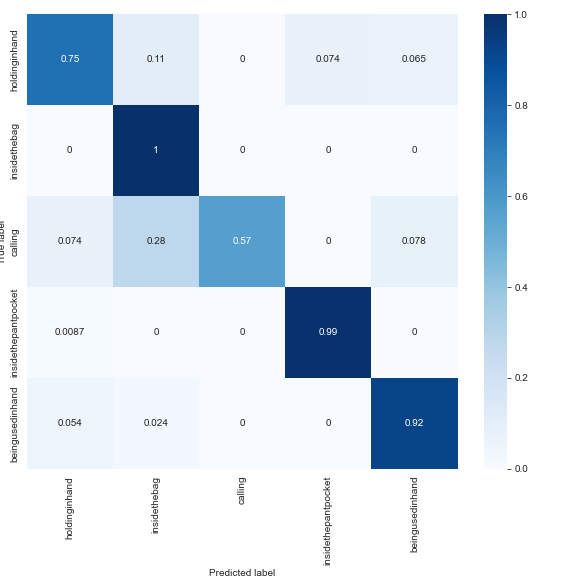 holdinginhand 0.75 0.11 0 0.074 0.065
insidethebag 0 1 0 0 0
True label
calling 0.074 0.28 0.57 0 0.078
insidethepantpocket 0.0087 0 0 0.99 0
beingusedinhand 0.054 0.024 0 0 0.92
holdinginhand insidethebag calling insidethepantpocket beingusedinhand
Predicted label
1.0
0.8
0.6
0.4
0.2
0.0